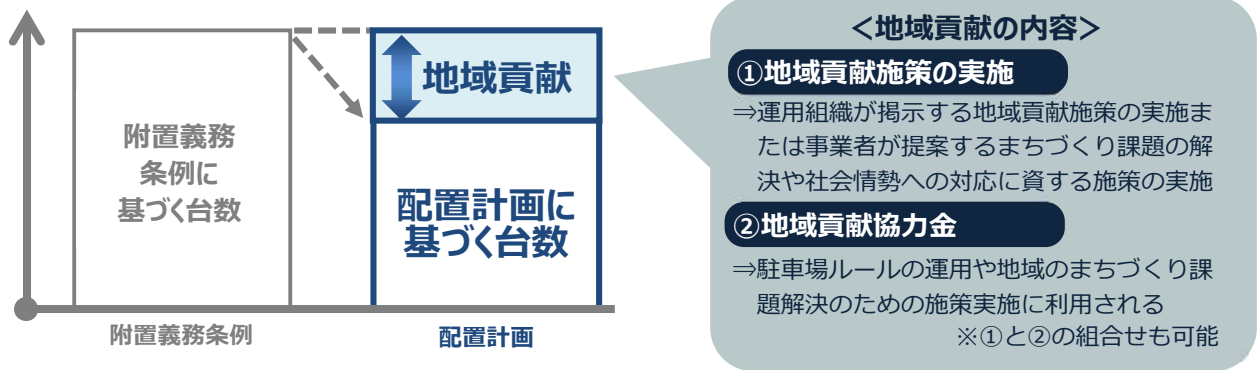 附置義務
条例に
基づく台数
附置義務条例
地域貢献
配置計画に
基づく台数
配置計画
＜地域貢献の内容＞
①地域貢献施策の実施
⇒運用組織が掲示する地域貢献施策の実施ま
たは事業者が提案するまちづくり課題の解
決や社会情勢への対応に資する施策の実施
②地域貢献協力金
⇒駐車場ルールの運用や地域のまちづくり課
題解決のための施策実施に利用される
※①と②の組合せも可能